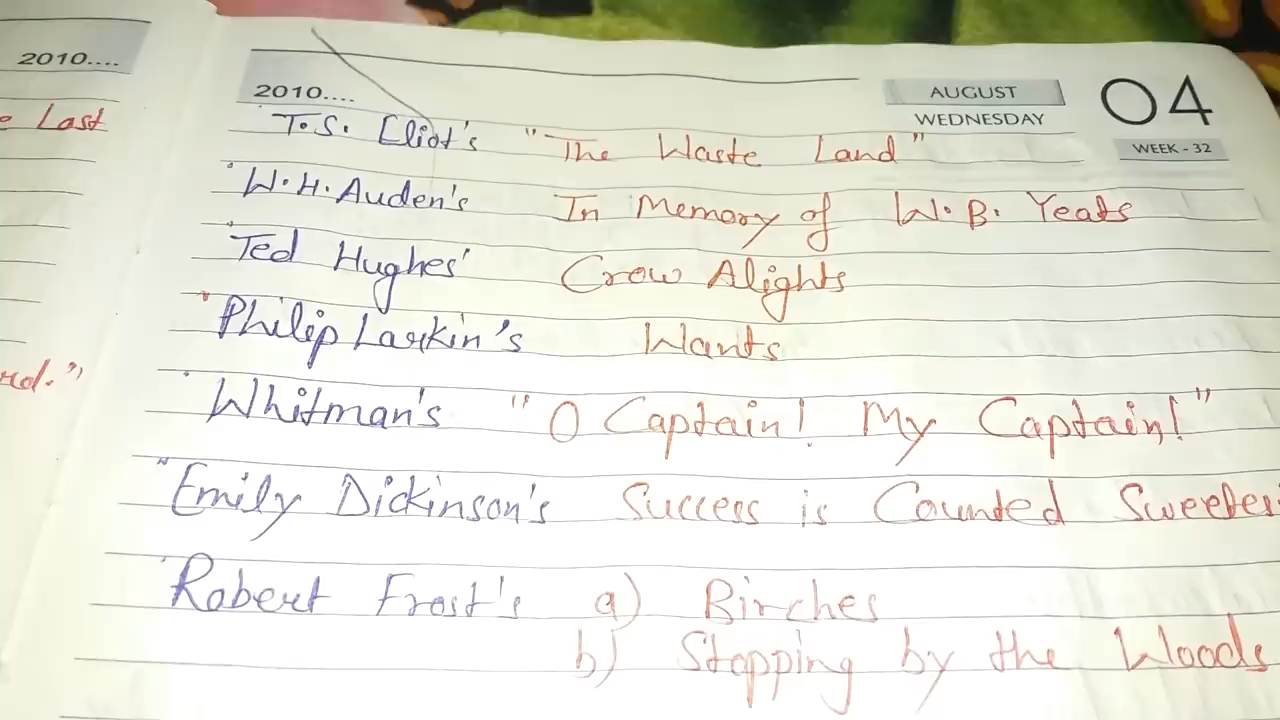 2010....
e Last
red."
2010....
AUGUST
WEDNESDAY
04
WEEK - 32
T.S. Eliot's "The Waste Land"
W.H. Auden's In Memory of W.B. Yeats
Ted Hughes' Crow Alights
Philip Larkin's Wants
Whitman's "O Captain! My Captain!"
Emily Dickinson's Success is Counted Sweetes
Robert Frost's a) Birches
b) Stopping by the Woods